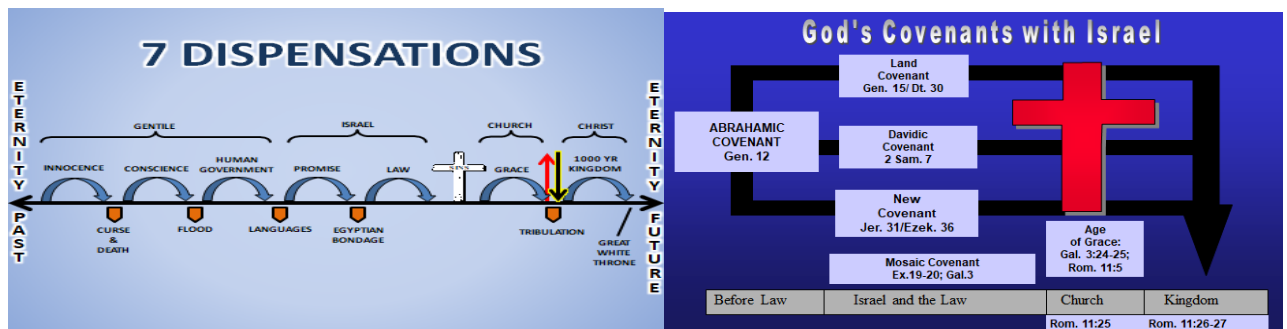 7 DISPENSATIONS
ETERNITY PAST
GENTILE
ISRAEL
CHURCH
CHRIST
INNOCENCE
CONSCIENCE
HUMAN
GOVERNMENT
PROMISE
LAW
GRACE
1000 YR
KINGDOM
CURSE
&
DEATH
FLOOD
LANGUAGES
EGYPTIAN
BONDAGE
TRIBULATION
GREAT
WHITE
THRONE
ETERNITY FUTURE
God's Covenants with Israel
Land
Covenant
Gen. 15/ Dt. 30
ABRAHAMIC
COVENANT
Gen. 12
Davidic
Covenant
2 Sam. 7
New
Covenant
Jer. 31/Ezek. 36
Mosaic Covenant
Ex.19-20; Gal.3
Age
of Grace:
Gal. 3:24-25;
Rom. 11:5
Before Law
Israel and the Law
Church
Kingdom
Rom. 11:25
Rom. 11:26-27